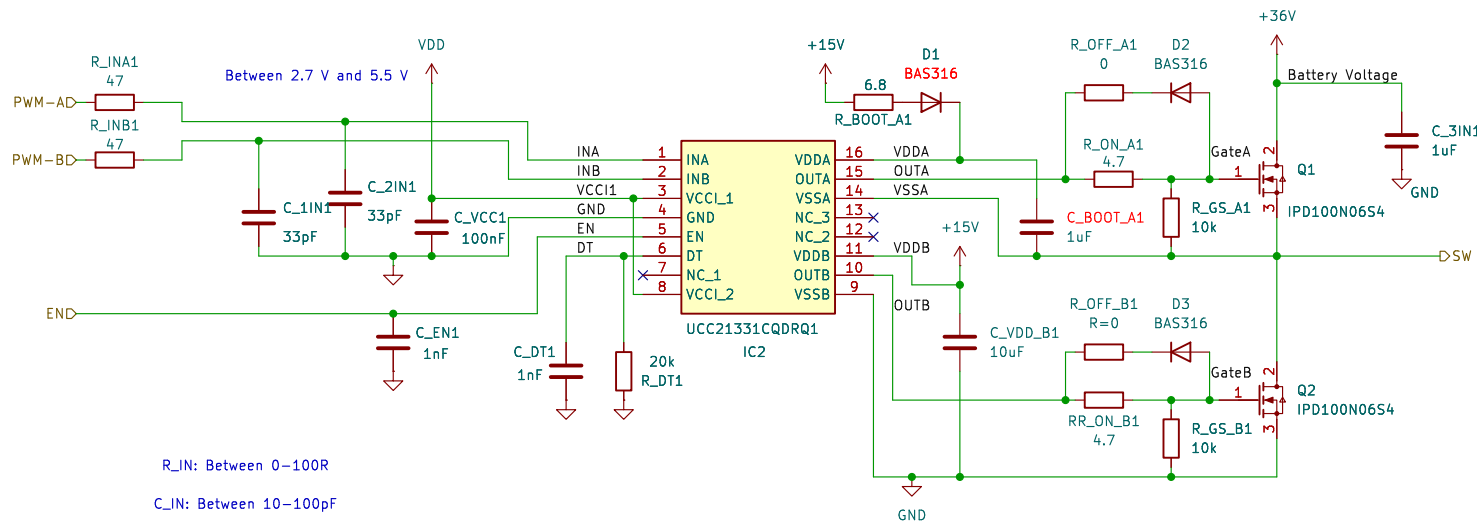 +36V
VDD
+15V
D1
BAS316
R_OFF_A1
0
D2
BAS316
R_INA1
47
Between 2.7 V and 5.5 V
Battery Voltage
6.8
R_BOOT_A1
PWM-A
R_INB1
47
PWM-B
C_3IN1
1uF
GND
R_ON_A1
4.7
GateA
1
2
3
Q1
IPD100N06S4
R_GS_A1
10k
INA
INB
VCCI1
GND
EN
DT
1
2
3
4
5
6
7
8
INA
INB
VCCI_1
GND
EN
DT
NC_1
VCCI_2
VDDA
OUTA
VSSA
NC_3
NC_2
VDDB
OUTB
VSSB
16
15
14
13
12
11
10
9
VDDA
OUTA
VSSA
VDDB
OUTB
UCC21331CQDRQ1
IC2
C_1IN1
33pF
C_2IN1
33pF
C_VCC1
100nF
C_BOOT_A1
1uF
+15V
SW
EN
C_EN1
1nF
C_DT1
1nF
20k
R_DT1
C_VDD_B1
10uF
R_OFF_B1
R=0
D3
BAS316
GateB
1
2
3
Q2
IPD100N06S4
RR_ON_B1
4.7
R_GS_B1
10k
GND
R_IN: Between 0-100R
C_IN: Between 10-100pF